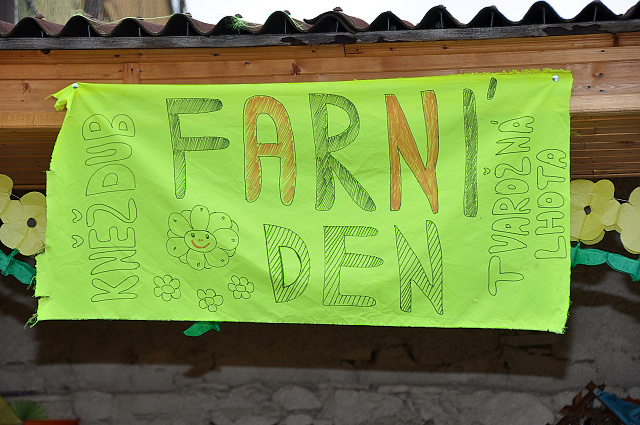 KNĚŽDUB
FARNÍ
DEN
TVAROŽNÁ
LHOTA